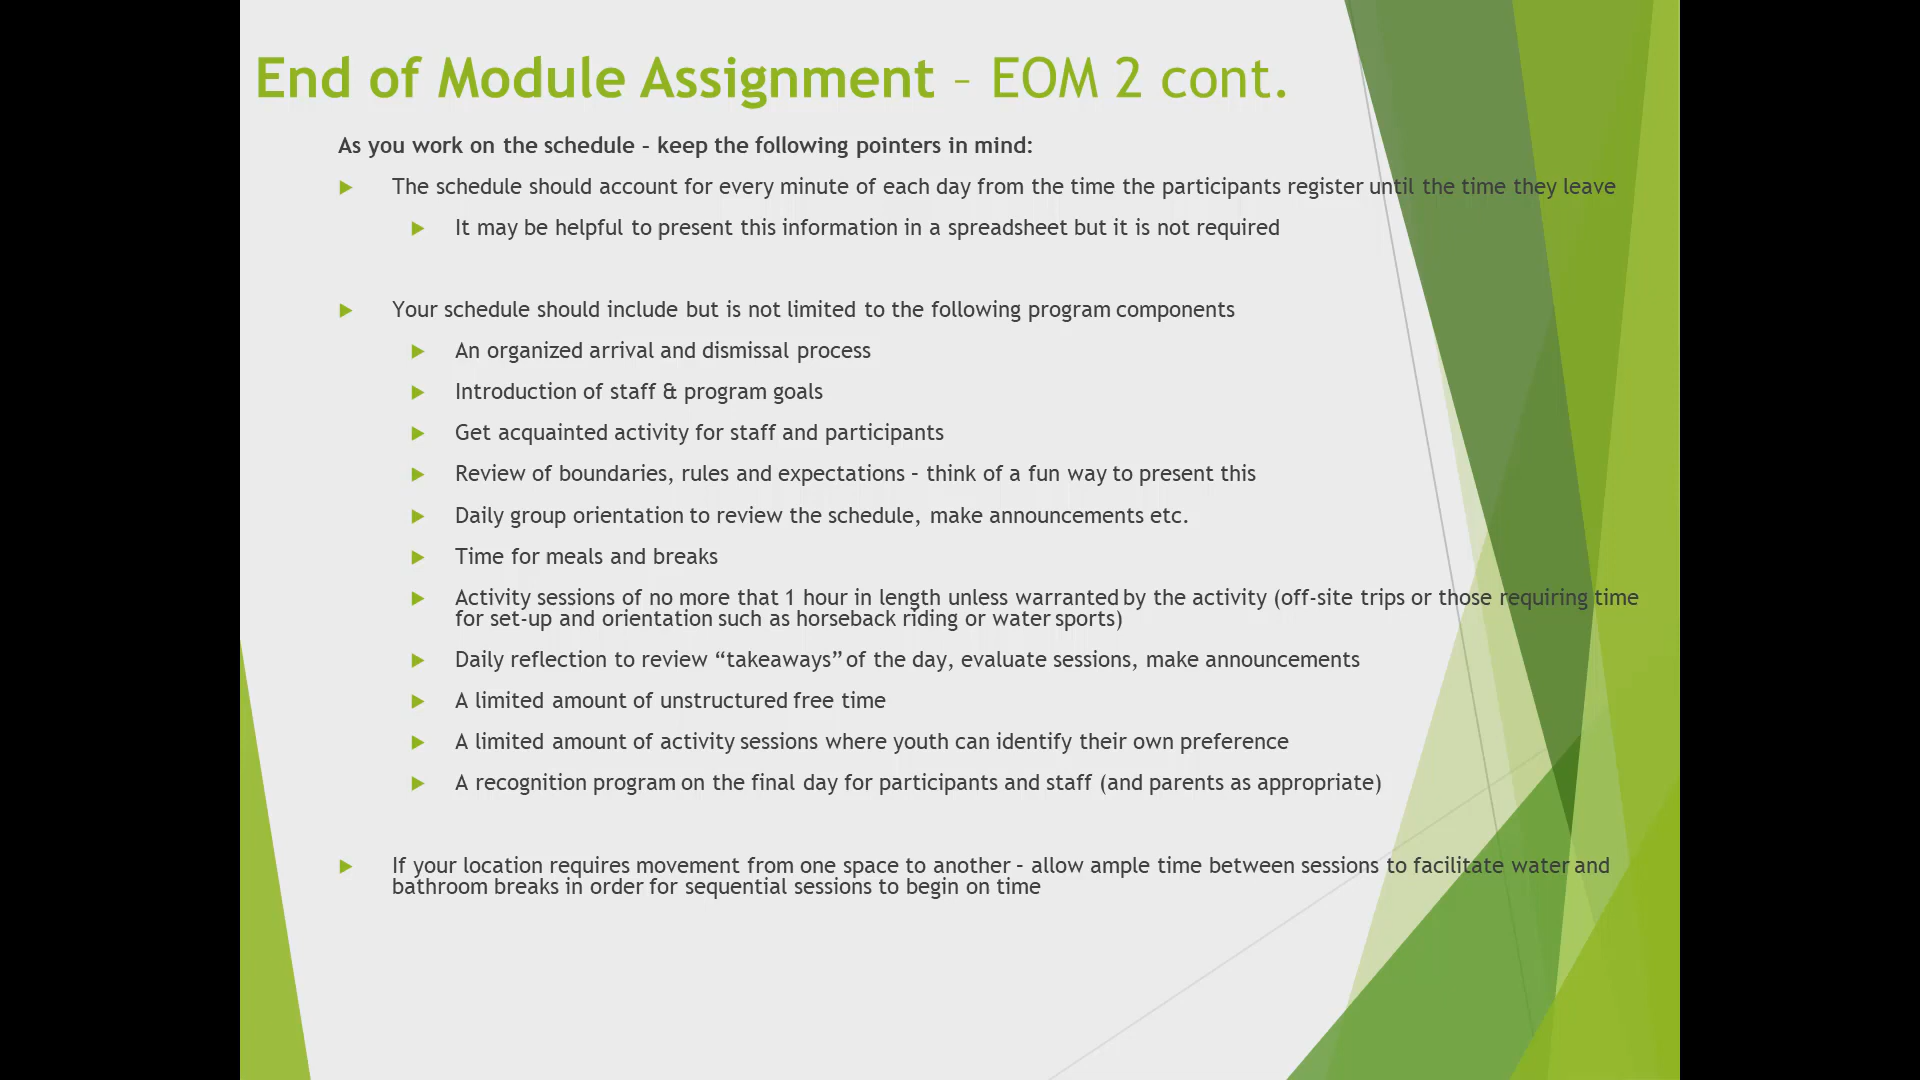 End of Module Assignment – EOM 2 cont.
As you work on the schedule – keep the following pointers in mind:
The schedule should account for every minute of each day from the time the participants register until the time they leave
It may be helpful to present this information in a spreadsheet but it is not required
Your schedule should include but is not limited to the following program components
An organized arrival and dismissal process
Introduction of staff & program goals
Get acquainted activity for staff and participants
Review of boundaries, rules and expectations – think of a fun way to present this
Daily group orientation to review the schedule, make announcements etc.
Time for meals and breaks
Activity sessions of no more that 1 hour in length unless warranted by the activity (off-site trips or those requiring time
for set-up and orientation such as horseback riding or water sports)
Daily reflection to review “takeaways” of the day, evaluate sessions, make announcements
A limited amount of unstructured free time
A limited amount of activity sessions where youth can identify their own preference
A recognition program on the final day for participants and staff (and parents as appropriate)
If your location requires movement from one space to another – allow ample time between sessions to facilitate water and
bathroom breaks in order for sequential sessions to begin on time